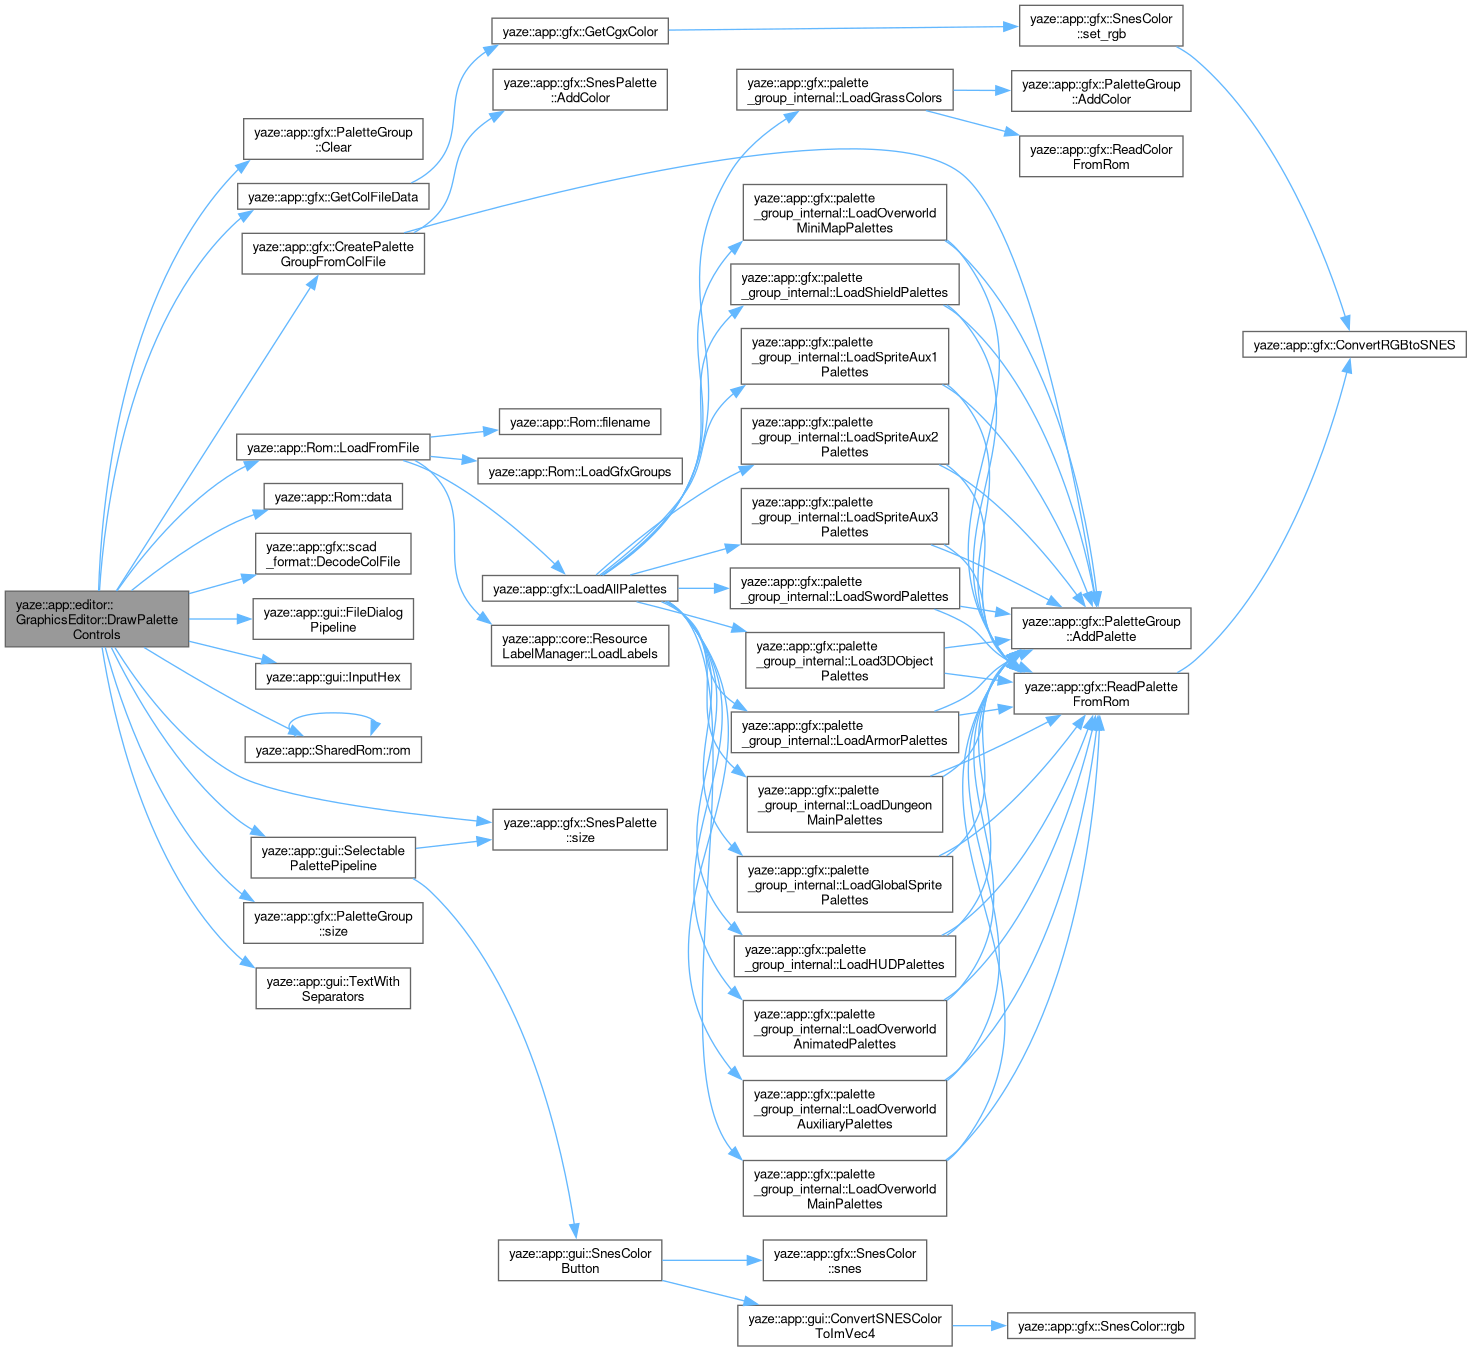 yaze::app::editor::
GraphicsEditor::DrawPalette
Controls
yaze::app::gfx::PaletteGroup
::Clear
yaze::app::gfx::GetColFileData
yaze::app::gfx::CreatePalette
GroupFromColFile
yaze::app::Rom::LoadFromFile
yaze::app::Rom::data
yaze::app::gfx::scad
_format::DecodeColFile
yaze::app::gui::FileDialog
Pipeline
yaze::app::gui::InputHex
yaze::app::SharedRom::rom
yaze::app::gui::Selectable
PalettePipeline
yaze::app::gfx::PaletteGroup
::size
yaze::app::gui::TextWith
Separators
yaze::app::gfx::GetCgxColor
yaze::app::gfx::SnesPalette
::AddColor
yaze::app::Rom::filename
yaze::app::Rom::LoadGfxGroups
yaze::app::gfx::LoadAllPalettes
yaze::app::core::Resource
LabelManager::LoadLabels
yaze::app::gfx::SnesPalette
::size
yaze::app::gui::SnesColor
Button
yaze::app::gfx::palette
_group_internal::LoadGrassColors
yaze::app::gfx::palette
_group_internal::LoadOverworld
MiniMapPalettes
yaze::app::gfx::palette
_group_internal::LoadShieldPalettes
yaze::app::gfx::palette
_group_internal::LoadSpriteAux1
Palettes
yaze::app::gfx::palette
_group_internal::LoadSpriteAux2
Palettes
yaze::app::gfx::palette
_group_internal::LoadSpriteAux3
Palettes
yaze::app::gfx::palette
_group_internal::LoadSwordPalettes
yaze::app::gfx::palette
_group_internal::Load3DObject
Palettes
yaze::app::gfx::palette
_group_internal::LoadArmorPalettes
yaze::app::gfx::palette
_group_internal::LoadDungeon
MainPalettes
yaze::app::gfx::palette
_group_internal::LoadGlobalSprite
Palettes
yaze::app::gfx::palette
_group_internal::LoadHUDPalettes
yaze::app::gfx::palette
_group_internal::LoadOverworld
AnimatedPalettes
yaze::app::gfx::palette
_group_internal::LoadOverworld
AuxiliaryPalettes
yaze::app::gfx::palette
_group_internal::LoadOverworld
MainPalettes
yaze::app::gfx::SnesColor
::snes
yaze::app::gui::ConvertSNESColor
ToImVec4
yaze::app::gfx::SnesColor
::set_rgb
yaze::app::gfx::PaletteGroup
::AddColor
yaze::app::gfx::ReadColor
FromRom
yaze::app::gfx::PaletteGroup
::AddPalette
yaze::app::gfx::ReadPalette
FromRom
yaze::app::gfx::SnesColor::rgb
yaze::app::gfx::ConvertRGBtoSNES